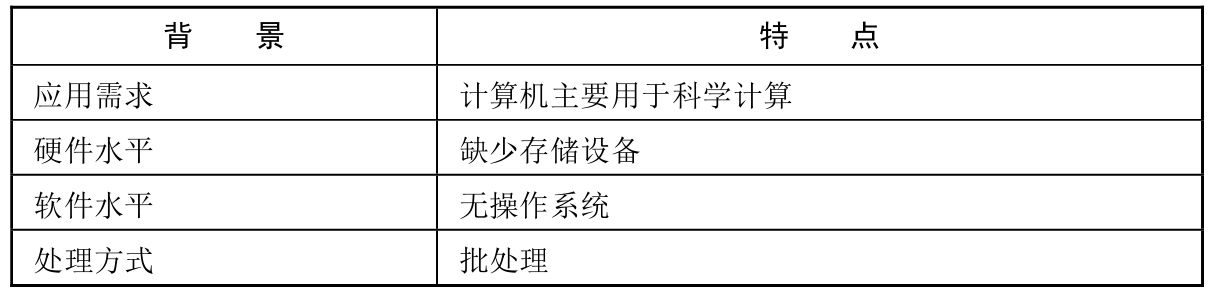 背 景 特 点
应用需求 计算机主要用于科学计算
硬件水平 缺少存储设备
软件水平 无操作系统
处理方式 批处理